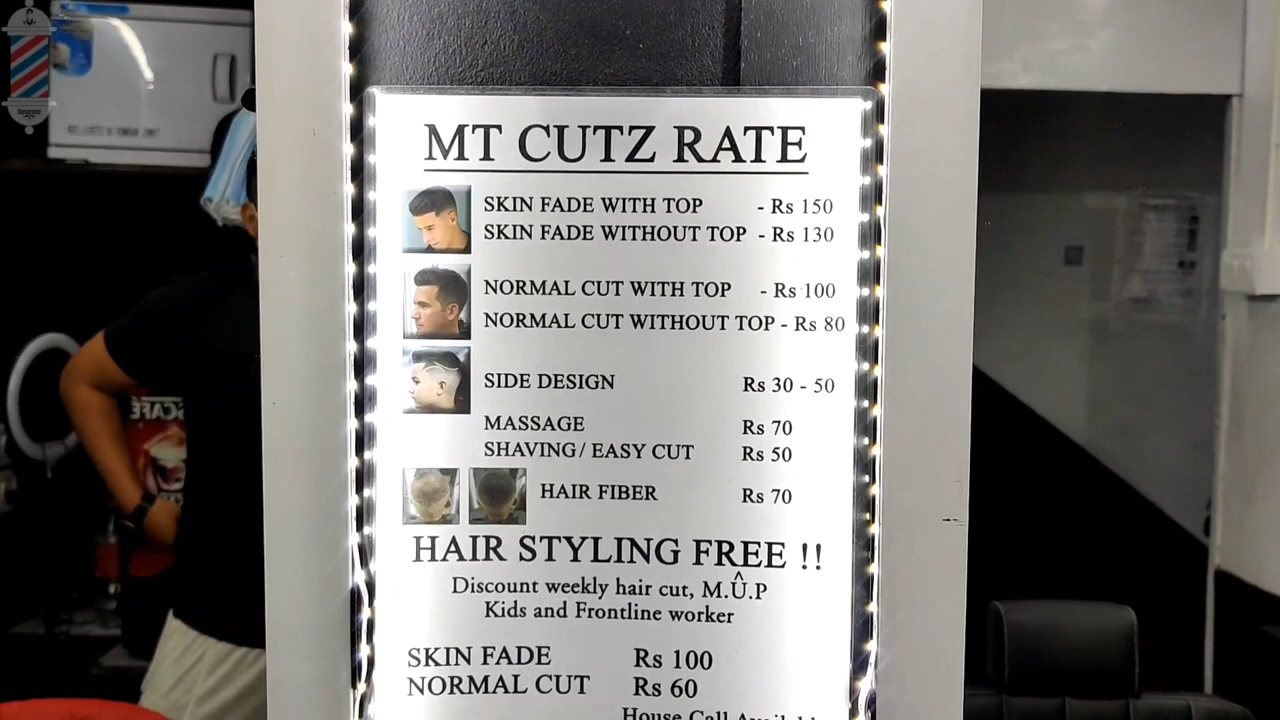 MT CUTZ RATE
SKIN FADE WITH TOP - Rs 150
SKIN FADE WITHOUT TOP - Rs 130
NORMAL CUT WITH TOP - Rs 100
NORMAL CUT WITHOUT TOP - Rs 80
SIDE DESIGN Rs 30 - 50
MASSAGE Rs 70
SHAVING / EASY CUT Rs 50
HAIR FIBER Rs 70
HAIR STYLING FREE !!
Discount weekly hair cut, M.Û.P
Kids and Frontline worker
SKIN FADE Rs 100
NORMAL CUT Rs 60
House Call Available